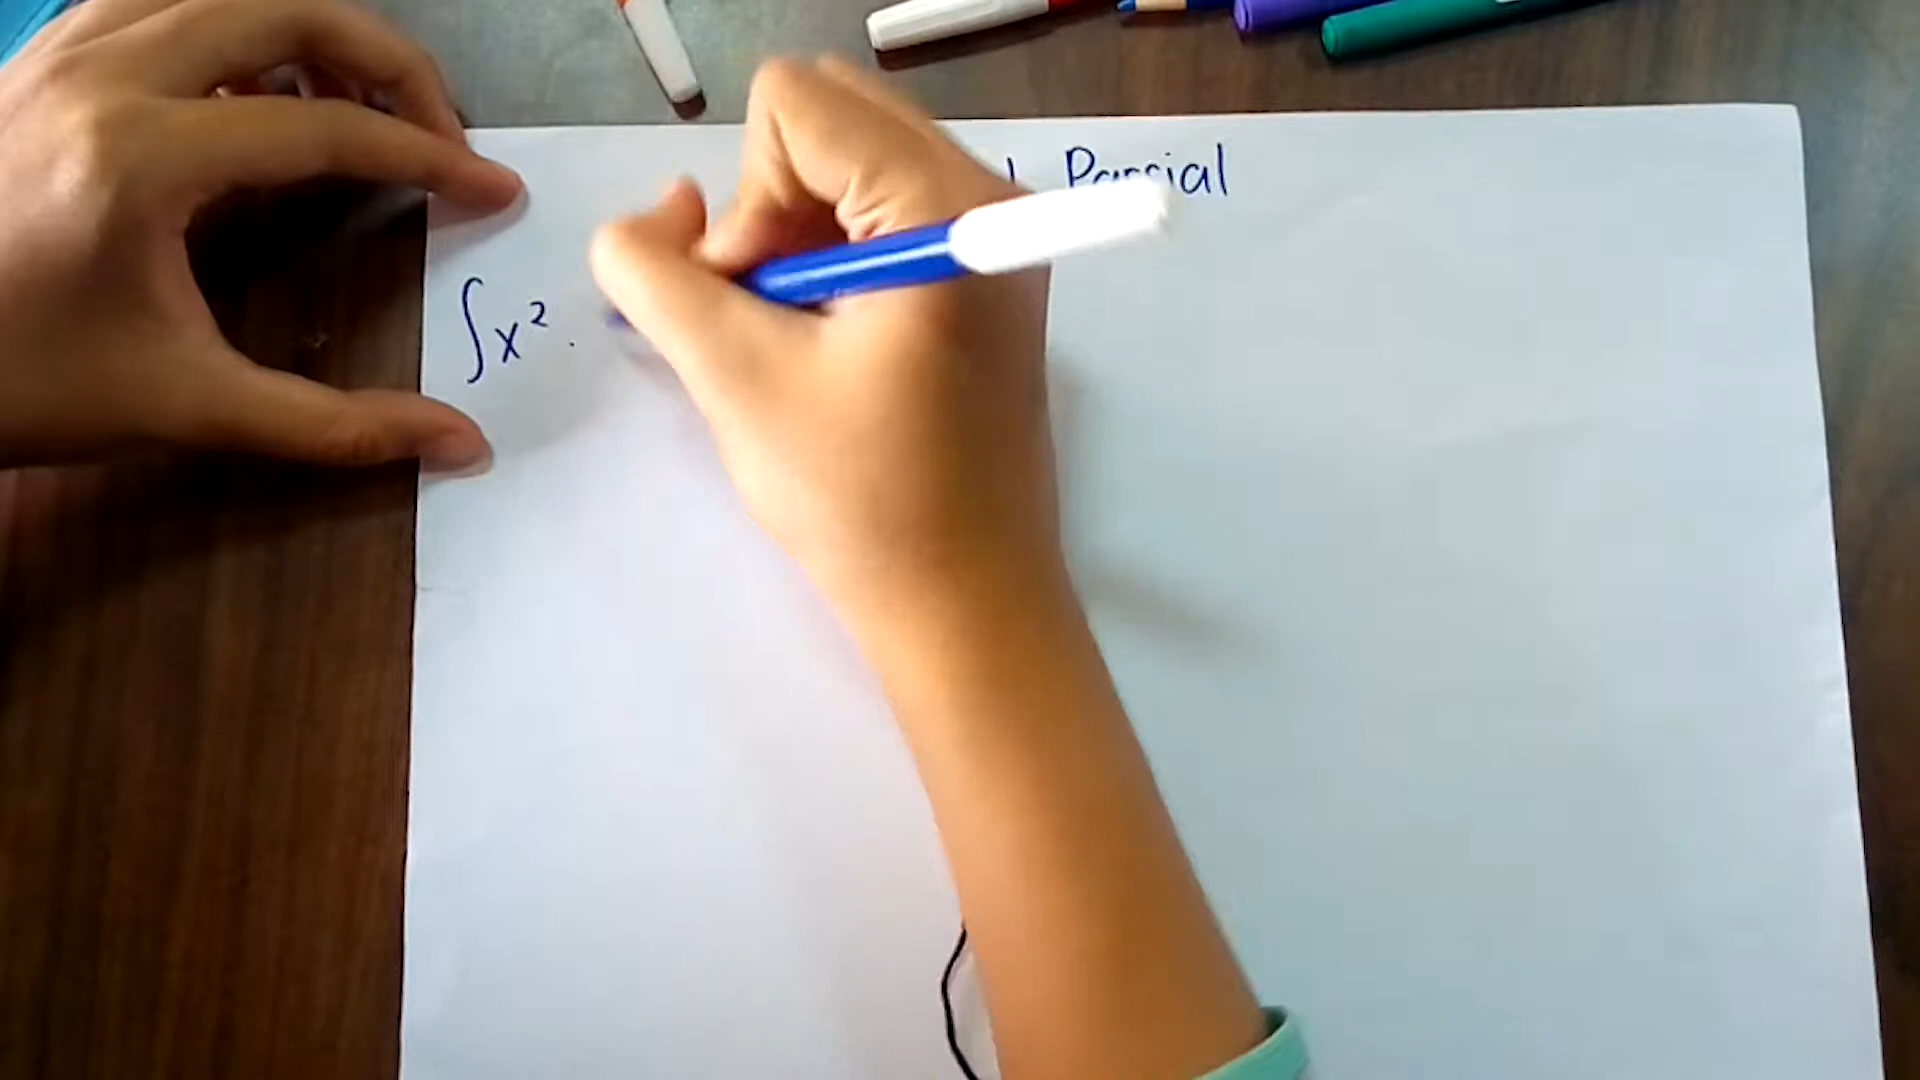 Parsial
∫x² .